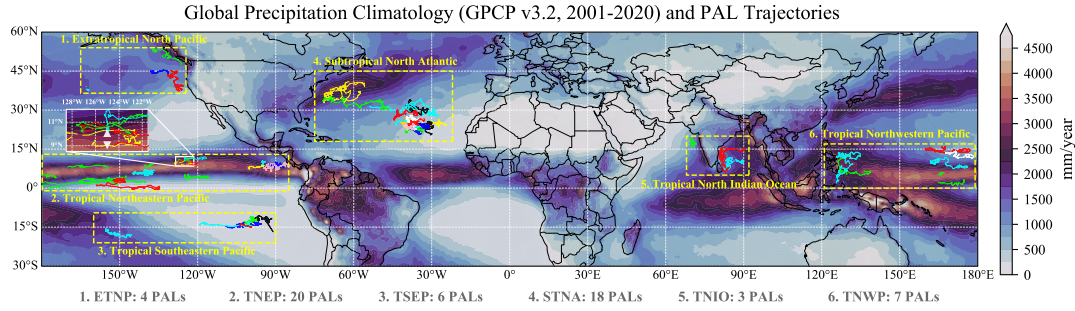 Global Precipitation Climatology (GPCP v3.2, 2001-2020) and PAL Trajectories
60°N
45°N
30°N
15°N
0°N
15°S
30°S
1. Extratropical North Pacific
4. Subtropical North Atlantic
128°W 126°W 124°W 122°W
11°N
9°N
6. Tropical Northwestern Pacific
5. Tropical North Indian Ocean
2. Tropical Northeastern Pacific
3. Tropical Southeastern Pacific
150°W 120°W 90°W 60°W 30°W 0° 30°E 60°E 90°E 120°E 150°E 180°E
4500
4000
3500
3000
2500
2000
1500
1000
500
0
mm/year
1. ETNP: 4 PALs 2. TNEP: 20 PALs 3. TSEP: 6 PALs 4. STNA: 18 PALs 5. TNIO: 3 PALs 6. TNWP: 7 PALs